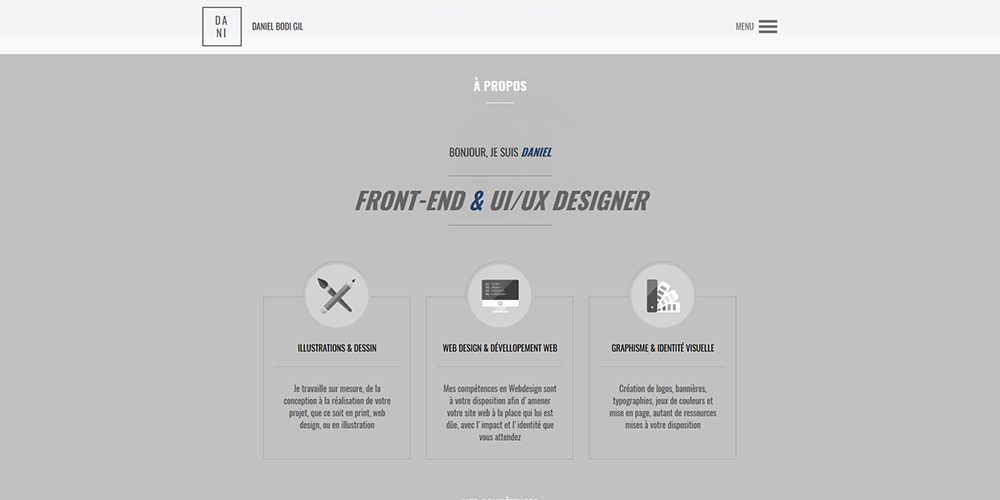 DA
NI
DANIEL BODI GIL
MENU
À PROPOS
BONJOUR, JE SUIS DANIEL
FRONT-END & UI/UX DESIGNER
ILLUSTRATIONS & DESSIN
Je travaille sur mesure, de la
conception à la réalisation de votre
projet, que ce soit en print, web
design, ou en illustration
WEB DESIGN & DÉVELLOPEMENT WEB
Mes compétences en Webdesign sont
à votre disposition afin d'amener
votre site web à la place qui lui est
dûe, avec l'impact et l'identité que
vous attendez
GRAPHISME & IDENTITÉ VISUELLE
Création de logos, bannières,
typographies, jeux de couleurs et
mise en page, autant de ressources
mises à votre disposition